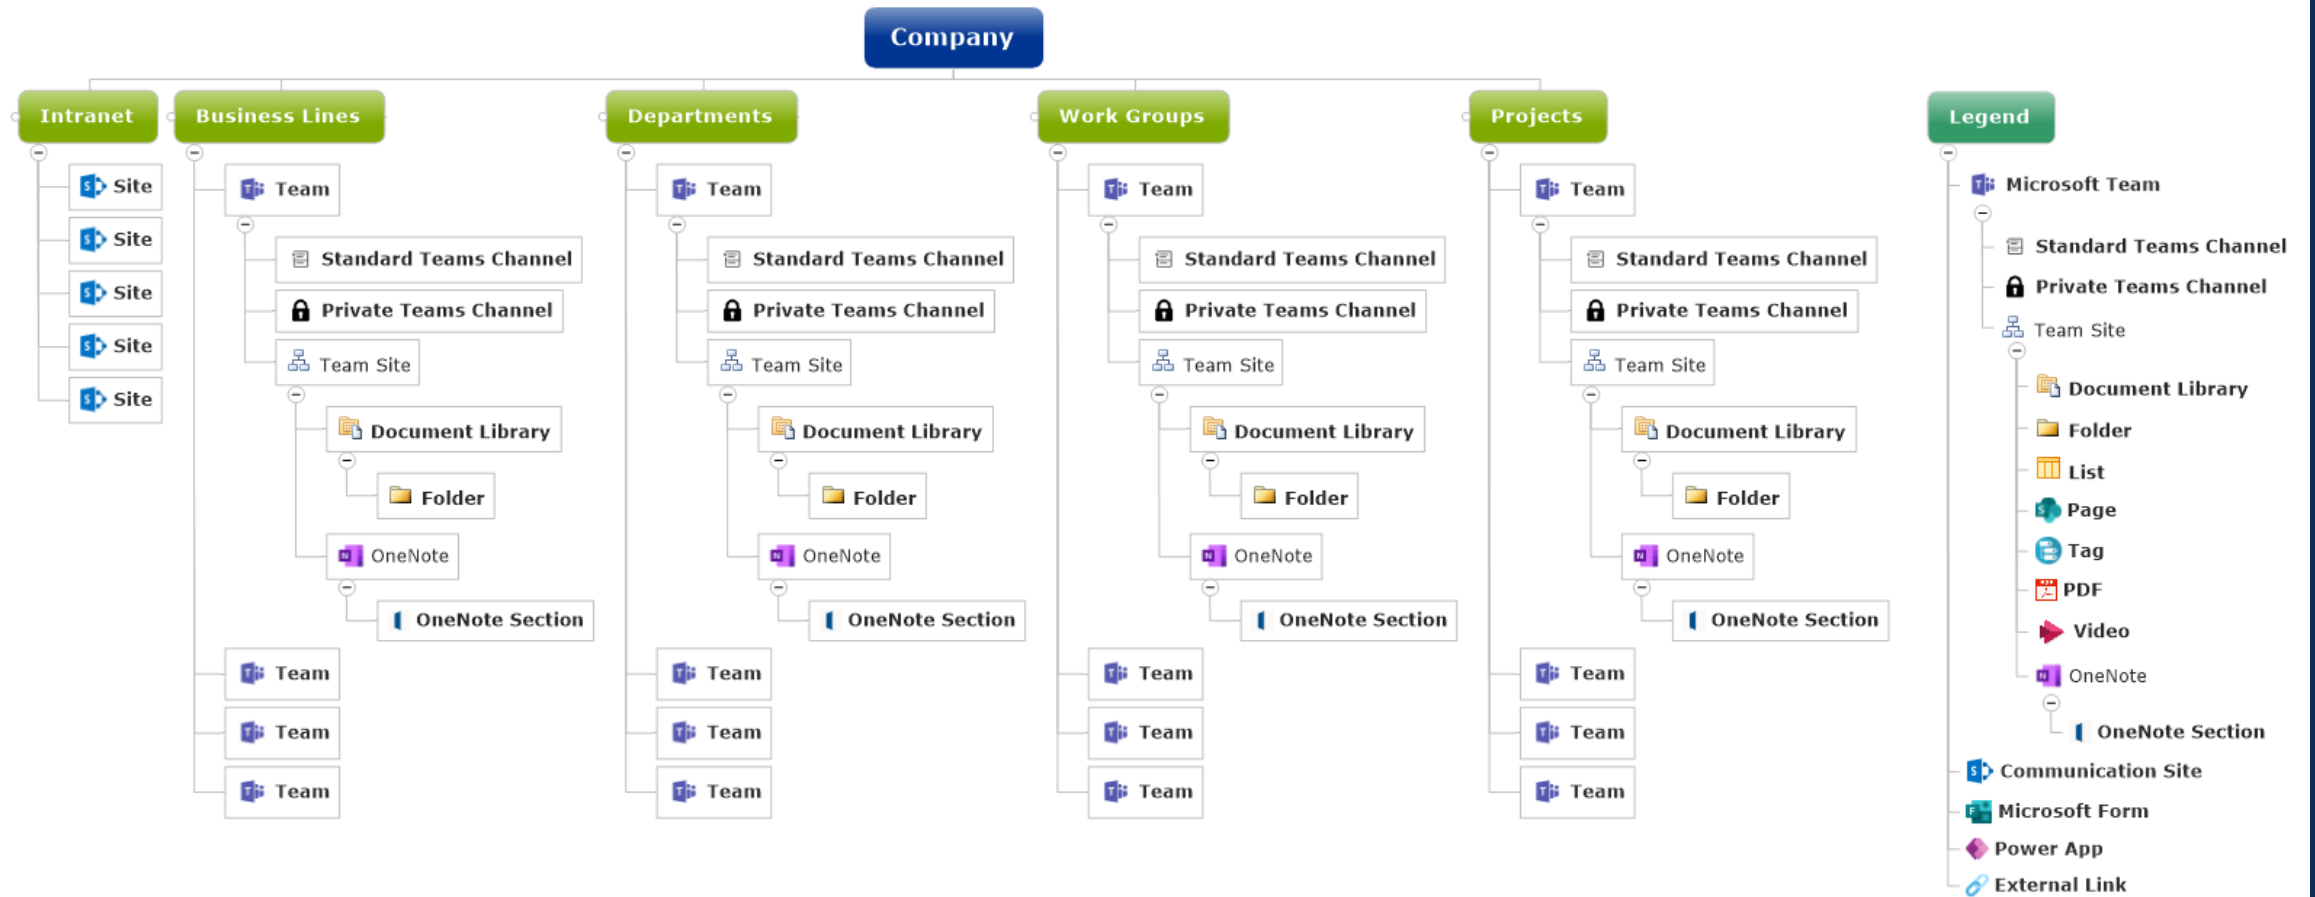 Company
Intranet
Site
Site
Site
Site
Site
Business Lines
Team
Standard Teams Channel
Private Teams Channel
Team Site
Document Library
Folder
OneNote
OneNote Section
Team
Team
Team
Departments
Team
Standard Teams Channel
Private Teams Channel
Team Site
Document Library
Folder
OneNote
OneNote Section
Team
Team
Team
Work Groups
Team
Standard Teams Channel
Private Teams Channel
Team Site
Document Library
Folder
OneNote
OneNote Section
Team
Team
Team
Projects
Team
Standard Teams Channel
Private Teams Channel
Team Site
Document Library
Folder
OneNote
OneNote Section
Team
Team
Team
Legend
Microsoft Team
Standard Teams Channel
Private Teams Channel
Team Site
Document Library
Folder
List
Page
Tag
PDF
Video
OneNote
OneNote Section
Communication Site
Microsoft Form
Power App
External Link